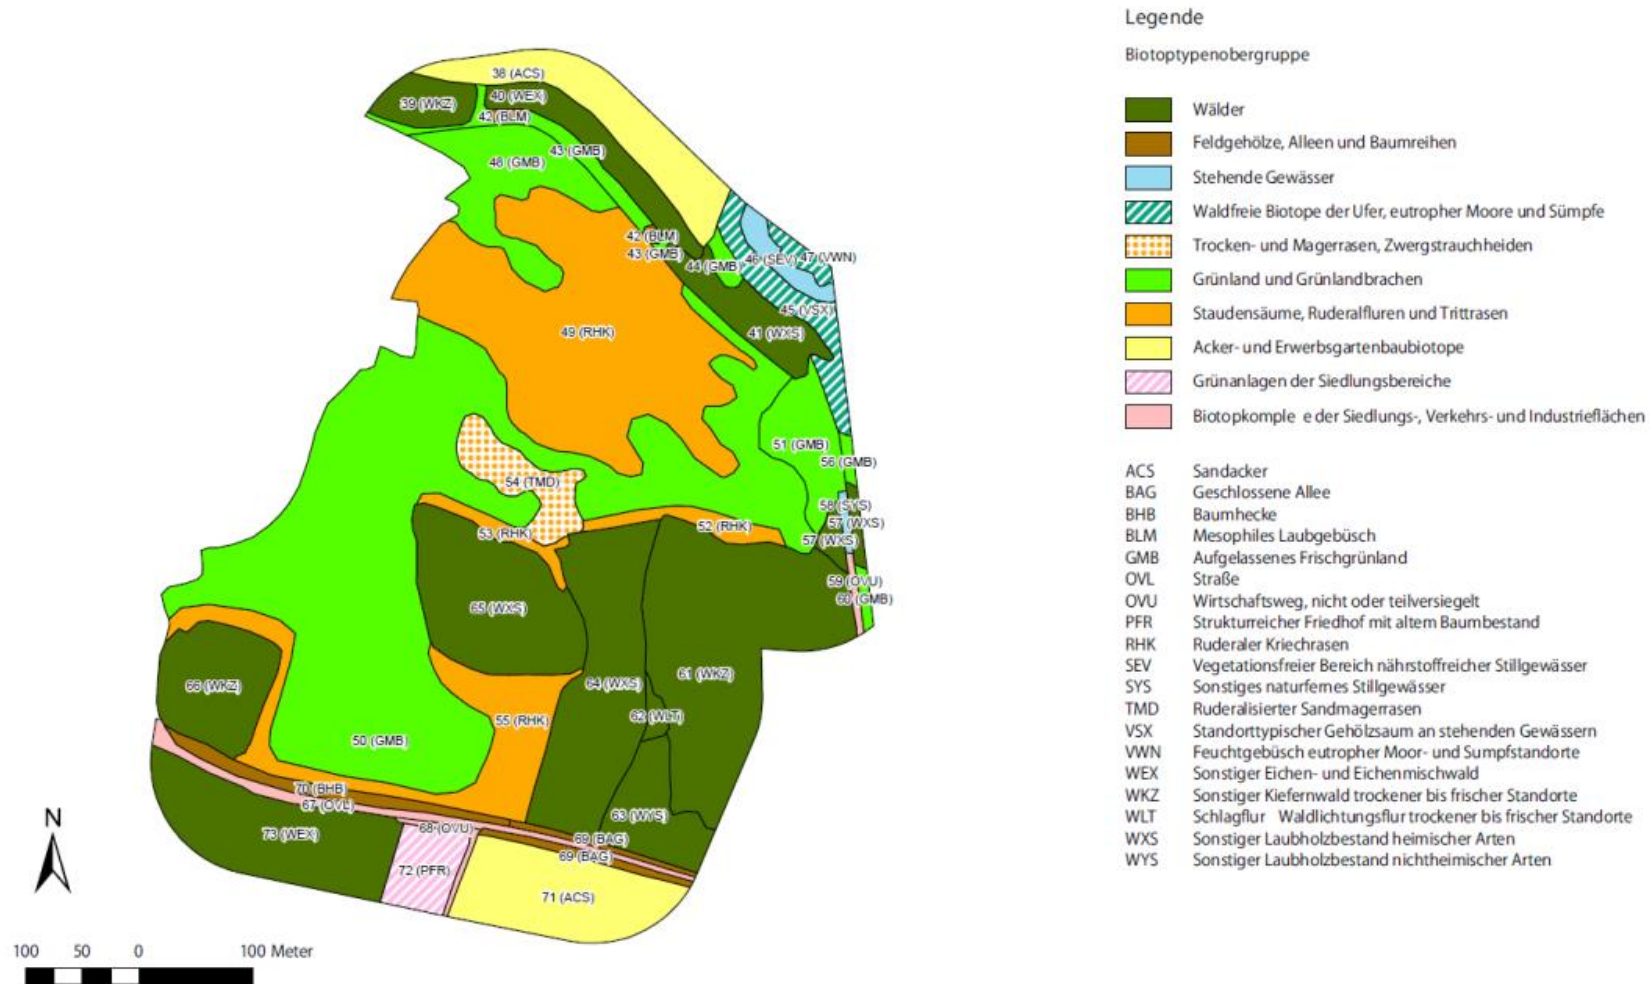 Legende
Biotoptypenobergruppe
Wälder
Feldgehölze, Alleen und Baumreihen
Stehende Gewässer
Waldfreie Biotope der Ufer, eutropher Moore und Sümpfe
Trocken- und Magerrasen, Zwergstrauchheiden
Grünland und Grünlandbrachen
Staudensäume, Ruderalfluren und Trittrasen
Acker- und Erwerbsgartenbaubiotope
Grünanlagen der Siedlungsbereiche
Biotopkomple e der Siedlungs-, Verkehrs- und Industrieflächen
ACS Sandacker
BAG Geschlossene Allee
BHB Baumhecke
BLM Mesophiles Laubgebüsch
GMB Aufgelassenes Frischgrünland
OVL Straße
OVU Wirtschaftsweg, nicht oder teilversiegelt
PFR Strukturreicher Friedhof mit altem Baumbestand
RHK Ruderaler Kriechrasen
SEV Vegetationsfreier Bereich nährstoffreicher Stillgewässer
SYS Sonstiges naturfernes Stillgewässer
TMD Ruderalisierter Sandmagerrasen
VSX Standorttypischer Gehölzsaum an stehenden Gewässern
VWN Feuchtgebüsch eutropher Moor- und Sumpfstandorte
WEX Sonstiger Eichen- und Eichenmischwald
WKZ Sonstiger Kiefernwald trockener bis frischer Standorte
WLT Schlagflur Waldlichtungsflur trockener bis frischer Standorte
WXS Sonstiger Laubholzbestand heimischer Arten
WYS Sonstiger Laubholzbestand nichtheimischer Arten
38 (ACS)
39 (WKZ)
40 (WEX)
42 (BLM)
43 (GMB)
48 (GMB)
42 (BLM)
43 (GMB)
44 (GMB)
46 (SEV)
47 (VWN)
45 (VSX)
41 (WXS)
49 (RHK)
51 (GMB)
56 (GMB)
54 (TMD)
58 (SYS)
57 (WXS)
57 (WXS)
52 (RHK)
53 (RHK)
59 (OVU)
60 (GMB)
65 (WXS)
61 (WKZ)
64 (WXS)
66 (WKZ)
62 (WLT)
55 (RHK)
50 (GMB)
70 (BHB)
67 (OVL)
63 (WYS)
68 (OVU)
73 (WEX)
69 (BAG)
69 (BAG)
72 (PFR)
71 (ACS)
N
100 50 0 100 Meter